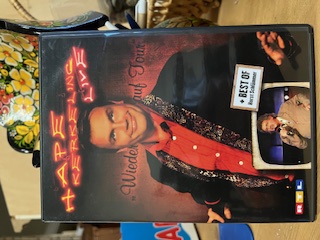 HAPE
KERKELING
LIVE
Wieder auf Tour
+ BEST OF
RTL